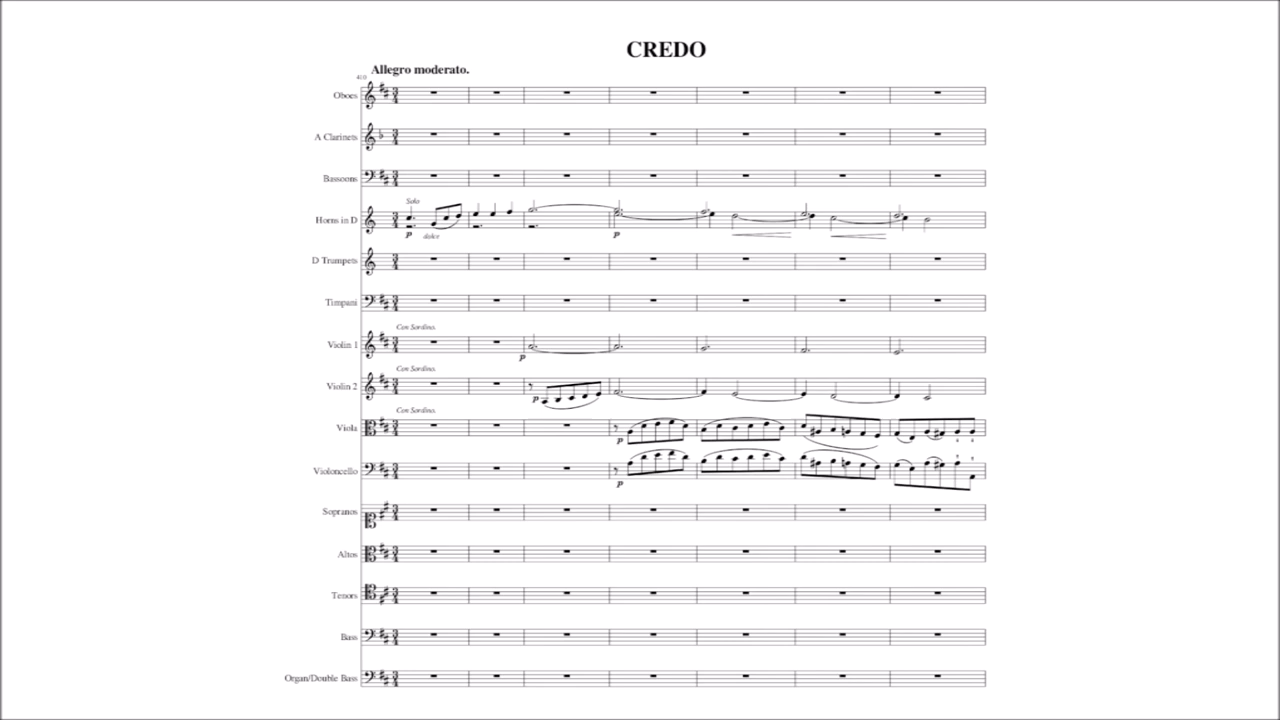 CREDO
Allegro moderato.
410
Oboes
A Clarinets
Bassoons
Solo
Horns in D
p dolce p
D Trumpets
Timpani
Con Sordino.
Violin 1
p
Con Sordino.
Violin 2
p
Con Sordino.
Viola
p
Violoncello
p
Sopranos
Altos
Tenors
Bass
Organ/Double Bass